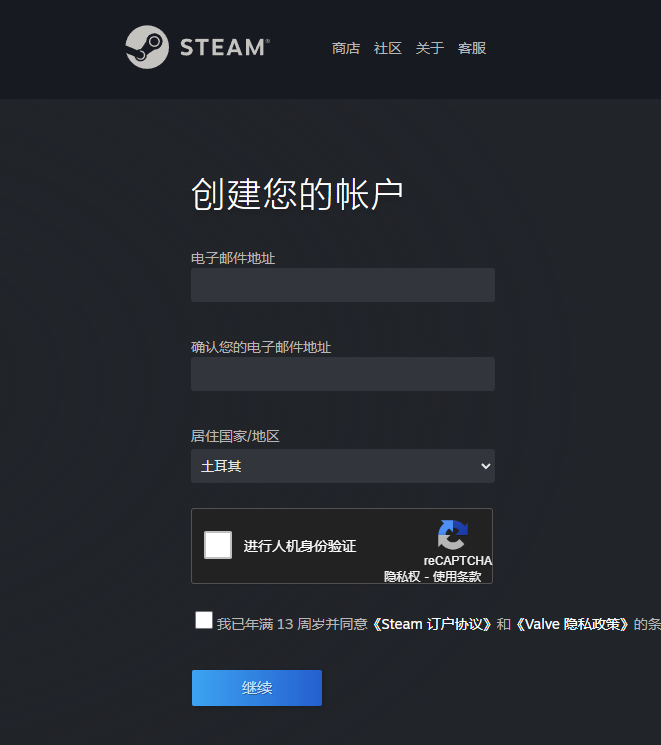 STEAM®
商店 社区 关于 客服
创建您的帐户
电子邮件地址
确认您的电子邮件地址
居住国家/地区
土耳其
进行人机身份验证
reCAPTCHA
隐私权 - 使用条款
我已年满 13 周岁并同意《Steam 订户协议》和《Valve 隐私政策》的条
继续